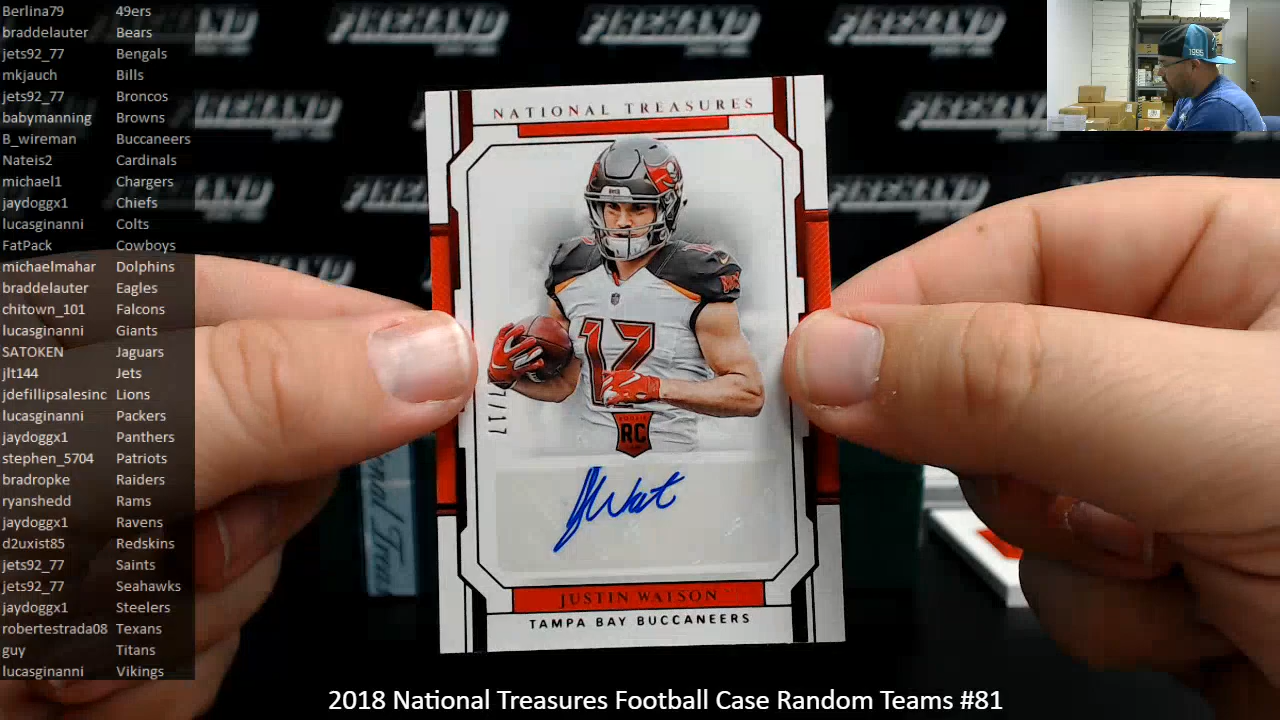 Berlina79 49ers
braddelauter Bears
jets92_77 Bengals
mkjauch Bills
jets92_77 Broncos
babymanning Browns
B_wireman Buccaneers
Nateis2 Cardinals
michael1 Chargers
jaydoggx1 Chiefs
lucasginanni Colts
FatPack Cowboys
michaelmahar Dolphins
braddelauter Eagles
chitown_101 Falcons
lucasginanni Giants
SATOKEN Jaguars
jlt144 Jets
jdefillipsalesinc Lions
lucasginanni Packers
jaydoggx1 Panthers
stephen_5704 Patriots
bradropke Raiders
ryanshedd Rams
jaydoggx1 Ravens
d2uxist85 Redskins
jets92_77 Saints
jets92_77 Seahawks
jaydoggx1 Steelers
robertestrada08 Texans
guy Titans
lucasginanni Vikings
NATIONAL TREASURES
17
RC
JUSTIN WATSON
TAMPA BAY BUCCANEERS
1995
2018 National Treasures Football Case Random Teams #81